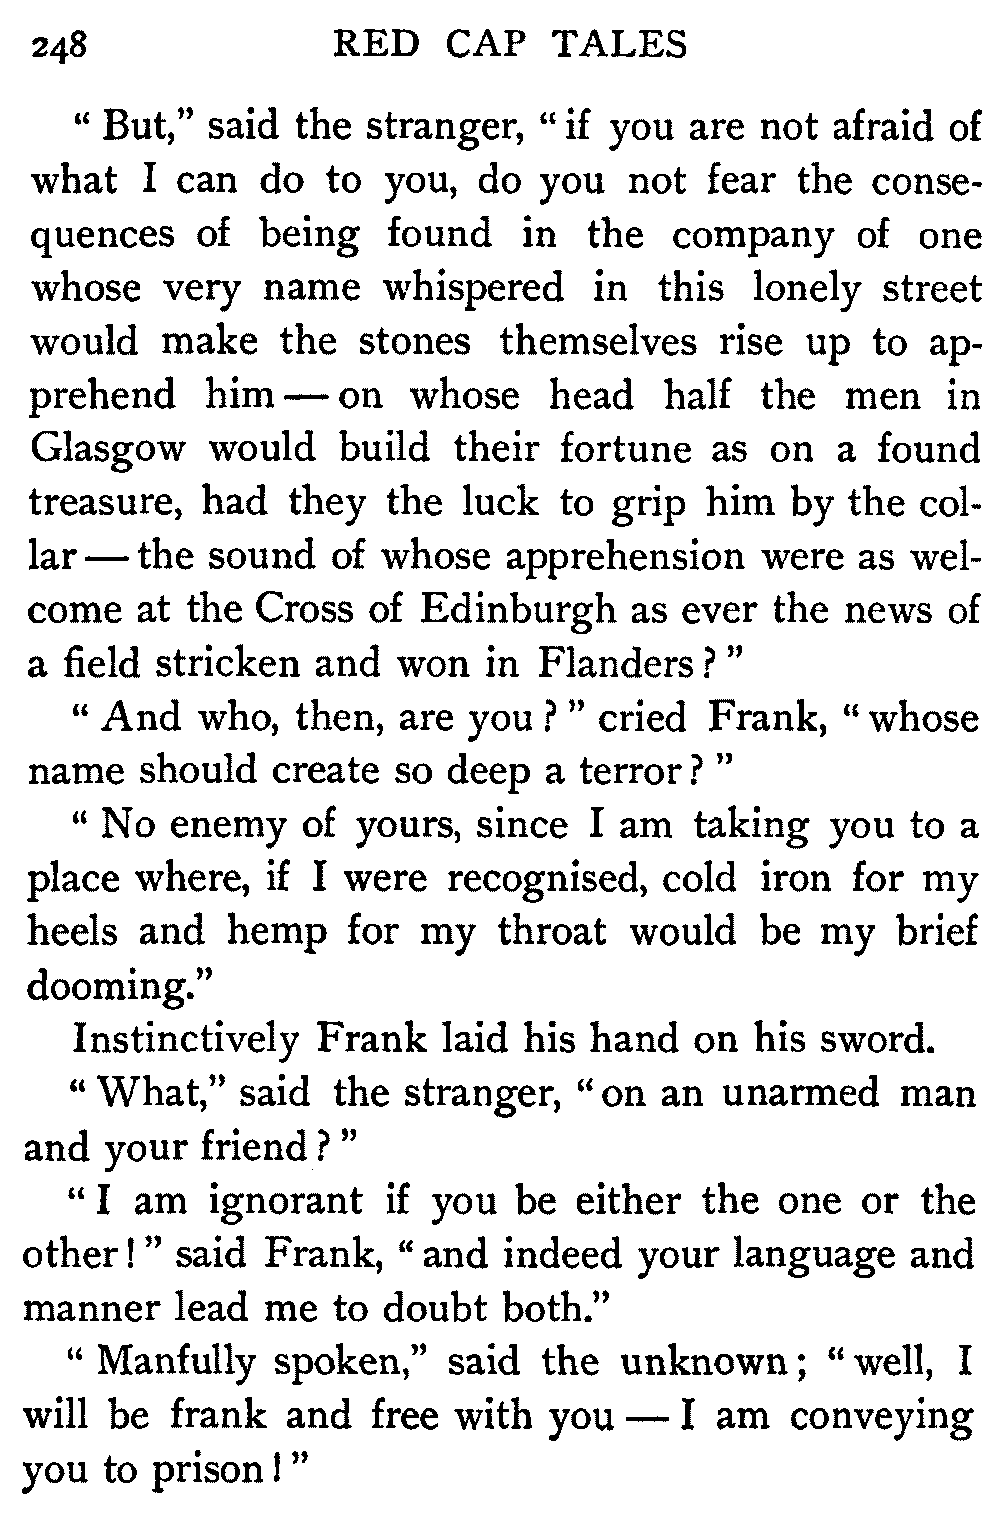 248 RED CAP TALES
“ But,” said the stranger, “ if you are not afraid of
what I can do to you, do you not fear the conse-
quences of being found in the company of one
whose very name whispered in this lonely street
would make the stones themselves rise up to ap-
prehend him — on whose head half the men in
Glasgow would build their fortune as on a found
treasure, had they the luck to grip him by the col-
lar — the sound of whose apprehension were as wel-
come at the Cross of Edinburgh as ever the news of
a field stricken and won in Flanders ? ”
“ And who, then, are you ? ” cried Frank, “ whose
name should create so deep a terror ? ”
“ No enemy of yours, since I am taking you to a
place where, if I were recognised, cold iron for my
heels and hemp for my throat would be my brief
dooming.”
Instinctively Frank laid his hand on his sword.
“ What,” said the stranger, “ on an unarmed man
and your friend ? ”
“ I am ignorant if you be either the one or the
other ! ” said Frank, “ and indeed your language and
manner lead me to doubt both.”
“ Manfully spoken,” said the unknown ; “ well, I
will be frank and free with you — I am conveying
you to prison ! ”